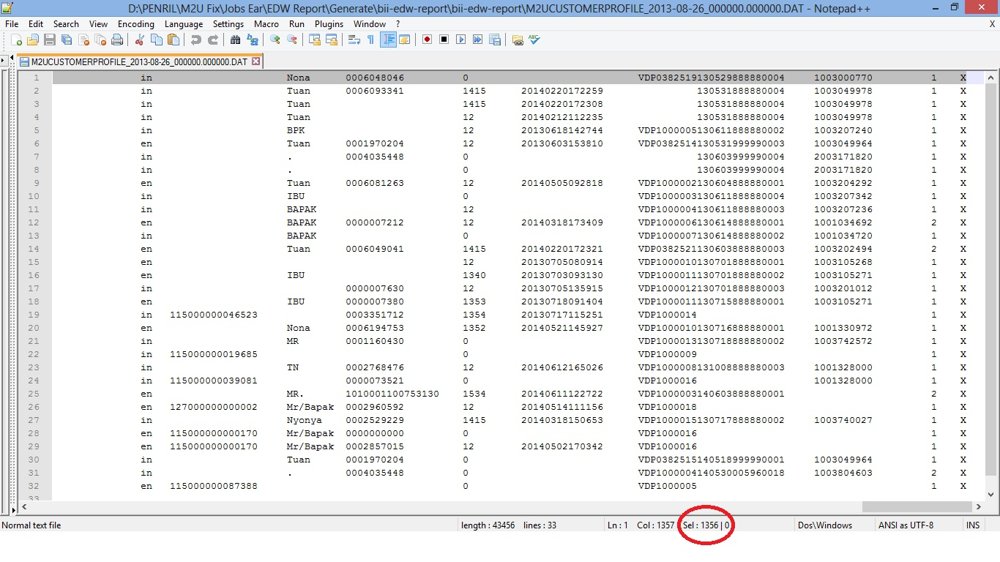 D:\PENRIL\M2U Fix\Jobs Ear\EDW Report\Generate\bii-edw-report\bii-edw-report\M2UCUSTOMERPROFILE_2013-08-26_000000.000000.DAT - Notepad++
File Edit Search View Encoding Language Settings Macro Run Plugins Window ? X
M2UCUSTOMERPROFILE_2013-08-26_000000.000000.DAT
1 in Nona 0006048046 0 VDP0382519130529888880004 1003000770 1 X
2 in Tuan 0006093341 1415 20140220172259 130531888880004 1003049978 1 X
3 in Tuan 1415 20140220172308 130531888880004 1003049978 1 X
4 in Tuan 12 20140212112235 130531888880004 1003049978 1 X
5 in BPK 12 20130618142744 VDP1000005130611888880002 1003207240 1 X
6 en Tuan 0001970204 12 20130603153810 VDP0382514130531999990003 1003049964 1 X
7 in . 0004035448 0 130603999990004 2003171820 1 X
8 in . 0 130603999990004 2003171820 1 X
9 en Tuan 0006081263 12 20140505092818 VDP1000002130604888880001 1003204292 1 X
10 in IBU 0 VDP1000003130611888880004 1003207342 1 X
11 in BAPAK 12 VDP1000004130611888880003 1003207236 1 X
12 en BAPAK 0000007212 12 20140318173409 VDP1000006130614888880001 1001034692 2 X
13 in BAPAK 0 VDP1000007130614888880002 1001034720 1 X
14 en Tuan 0006049041 1415 20140220172321 VDP0382521130603888880003 1003202494 2 X
15 en 12 20130705080914 VDP1000010130701888880001 1003105268 1 X
16 en IBU 1340 20130703093130 VDP1000011130701888880002 1003105271 1 X
17 in 0000007630 12 20130705135915 VDP1000012130701888880003 1003201012 1 X
18 en IBU 0000007380 1353 20130718091404 VDP1000011130715888880001 1003105271 1 X
19 in 115000000046523 0003351712 1354 20130717115251 VDP1000014 1 X
20 en Nona 0006194753 1352 20140521145927 VDP1000010130716888880001 1001330972 1 X
21 in MR 0001160430 0 VDP1000013130718888880002 1003742572 1 X
22 in 115000000019685 0 VDP1000009 1 X
23 in TN 0002768476 12 20140612165026 VDP1000008131008888880003 1001328000 1 X
24 in 115000000039081 0000073521 0 VDP1000016 1001328000 1 X
25 en MR. 1010001100753130 1534 20140611122722 VDP1000003140603888880001 2 X
26 en 127000000000002 Mr/Bapak 0002960592 12 20140514111156 VDP1000018 1 X
27 in Nyonya 0002529229 1415 20140318150653 VDP1000015130717888880002 1003740027 1 X
28 en 115000000000170 Mr/Bapak 0000000000 0 VDP1000016 1 X
29 en 115000000000170 Mr/Bapak 0002857015 12 20140502170342 VDP1000016 1 X
30 in Tuan 0001970204 0 VDP0382515140518999990001 1003049964 1 X
31 in . 0004035448 0 VDP1000004140530005960018 1003804603 2 X
32 en 115000000087388 0 VDP1000005 1 X
33
Normal text file length : 43456 lines : 33 Ln : 1 Col : 1357 Sel : 1356 | 0 Dos\Windows ANSI as UTF-8 INS